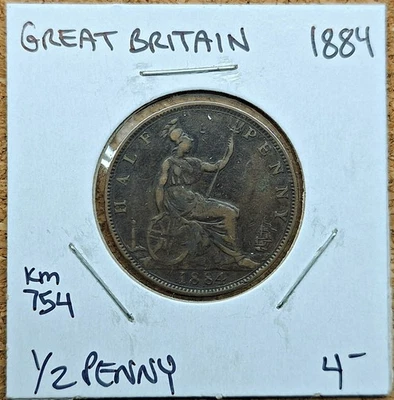 GREAT BRITAIN 1884
HALF PENNY
1884
KM
754
1/2 PENNY 4-